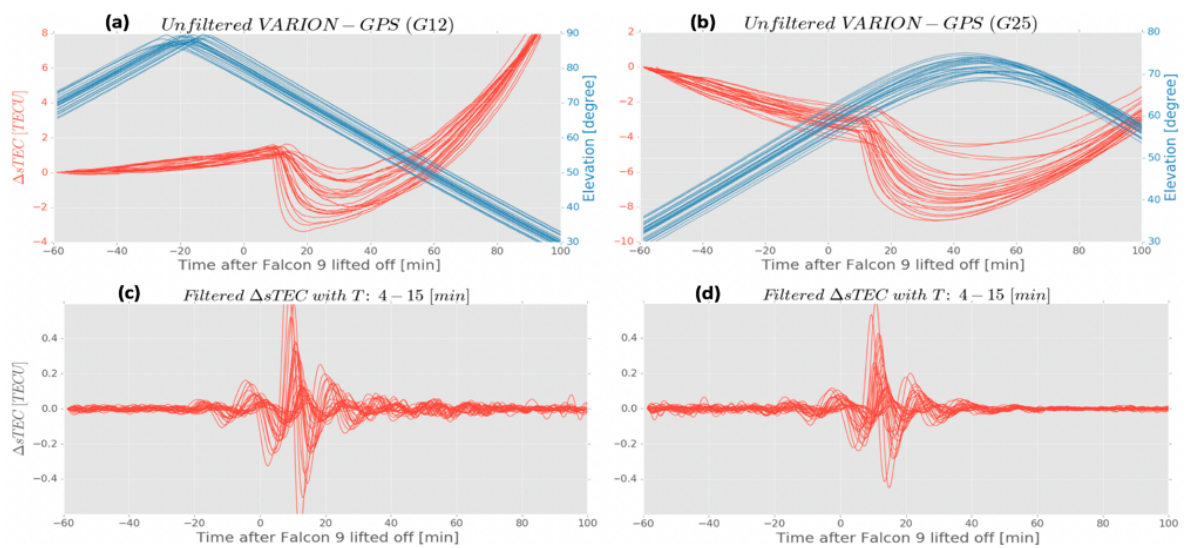 (a) Unfiltered VARION−GPS (G12)
8
6
4
2
0
−2
−4
ΔsTEC [TECU]
90
80
70
60
50
40
30
Elevation [degree]
−60 −40 −20 0 20 40 60 80 100
Time after Falcon 9 lifted off [min]
(b) Unfiltered VARION−GPS (G25)
2
0
−2
−4
−6
−8
−10
80
70
60
50
40
30
Elevation [degree]
−60 −40 −20 0 20 40 60 80 100
Time after Falcon 9 lifted off [min]
(c) Filtered ΔsTEC with T: 4−15 [min]
0.4
0.2
0.0
−0.2
−0.4
ΔsTEC [TECU]
−60 −40 −20 0 20 40 60 80 100
Time after Falcon 9 lifted off [min]
(d) Filtered ΔsTEC with T: 4−15 [min]
0.4
0.2
0.0
−0.2
−0.4
−60 −40 −20 0 20 40 60 80 100
Time after Falcon 9 lifted off [min]